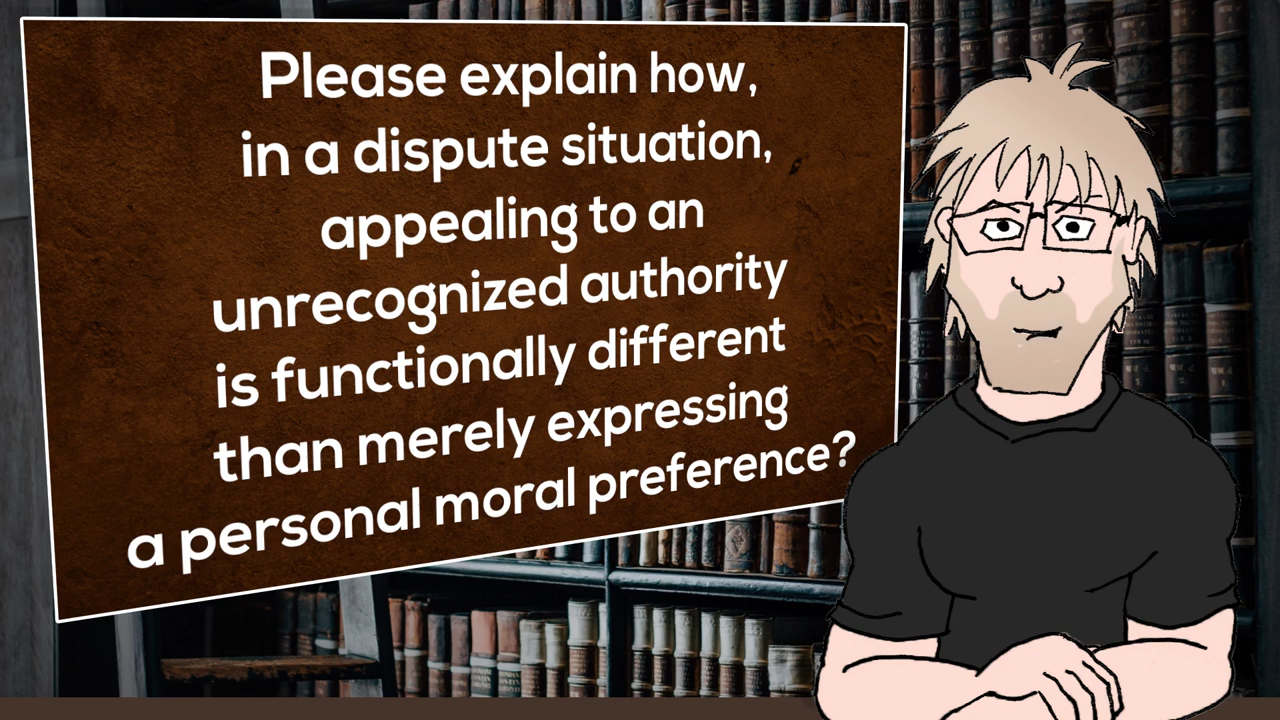 Please explain how,
in a dispute situation,
appealing to an
unrecognized authority
is functionally different
than merely expressing
a personal moral preference?